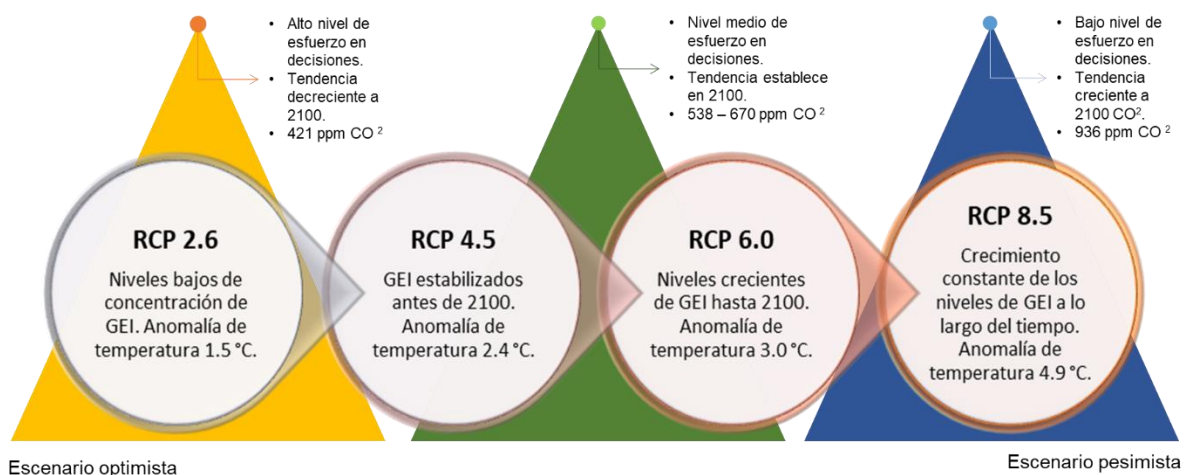 • Alto nivel de
esfuerzo en
decisiones.
• Tendencia
decreciente a
2100.
• 421 ppm CO ²
• Nivel medio de
esfuerzo en
decisiones.
• Tendencia establece
en 2100.
• 538 – 670 ppm CO ²
• Bajo nivel de
esfuerzo en
decisiones.
• Tendencia
creciente a
2100 CO².
• 936 ppm CO ²
RCP 2.6
Niveles bajos de
concentración de
GEI. Anomalía de
temperatura 1.5 °C.
RCP 4.5
GEI estabilizados
antes de 2100.
Anomalía de
temperatura 2.4 °C.
RCP 6.0
Niveles crecientes
de GEI hasta 2100.
Anomalía de
temperatura 3.0 °C.
RCP 8.5
Crecimiento
constante de los
niveles de GEI a lo
largo del tiempo.
Anomalía de
temperatura 4.9 °C.
Escenario optimista
Escenario pesimista